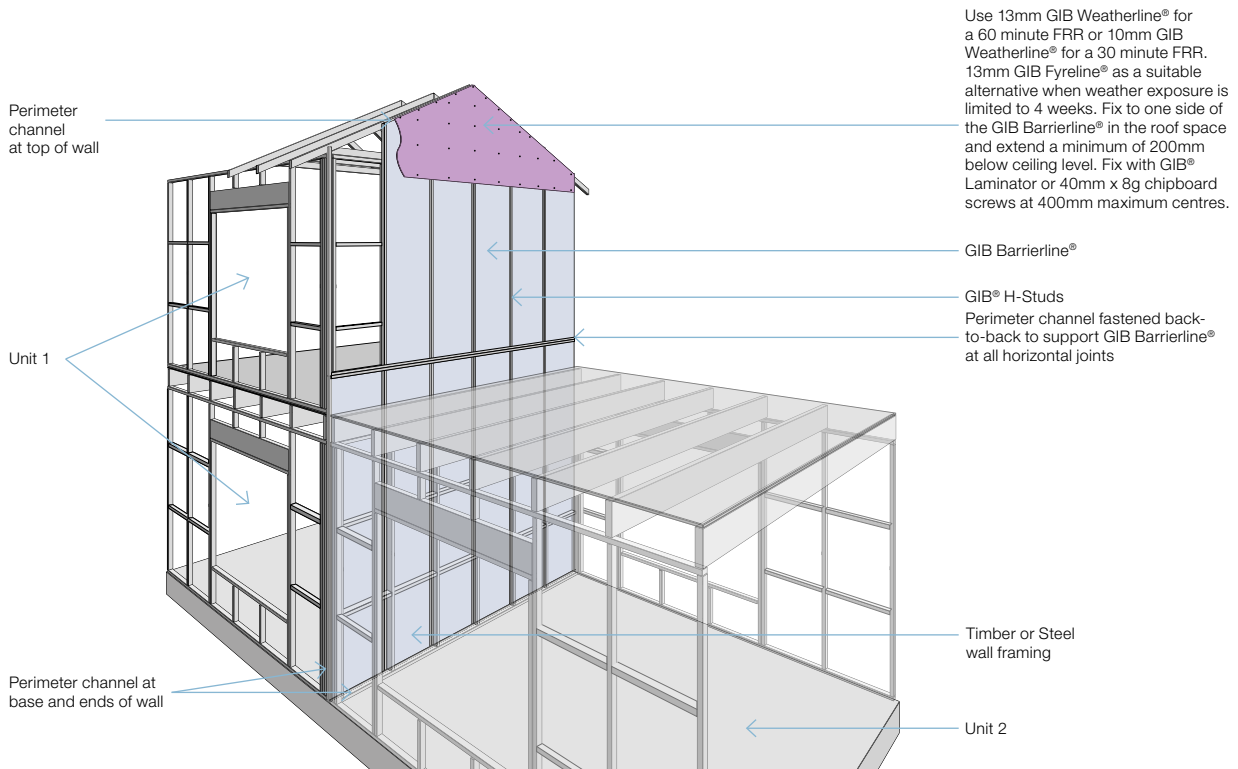 Use 13mm GIB Weatherline® for
a 60 minute FRR or 10mm GIB
Weatherline® for a 30 minute FRR.
13mm GIB Fyreline® as a suitable
alternative when weather exposure is
limited to 4 weeks. Fix to one side of
the GIB Barrierline® in the roof space
and extend a minimum of 200mm
below ceiling level. Fix with GIB®
Laminator or 40mm x 8g chipboard
screws at 400mm maximum centres.
Perimeter
channel
at top of wall
GIB Barrierline®
GIB® H-Studs
Perimeter channel fastened back-
to-back to support GIB Barrierline®
at all horizontal joints
Unit 1
Timber or Steel
wall framing
Perimeter channel at
base and ends of wall
Unit 2